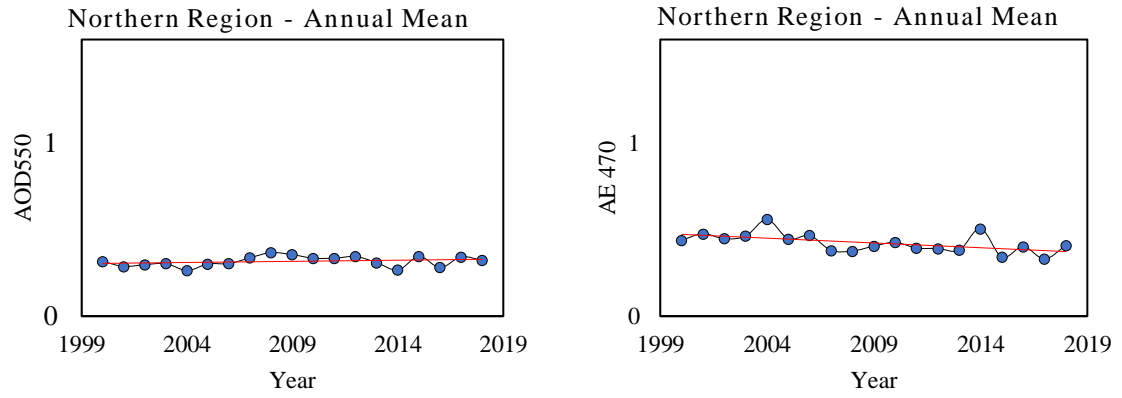 Northern Region - Annual Mean
AOD550
1
0
1999 2004 2009 2014 2019
Year
Northern Region - Annual Mean
AE 470
1
0
1999 2004 2009 2014 2019
Year